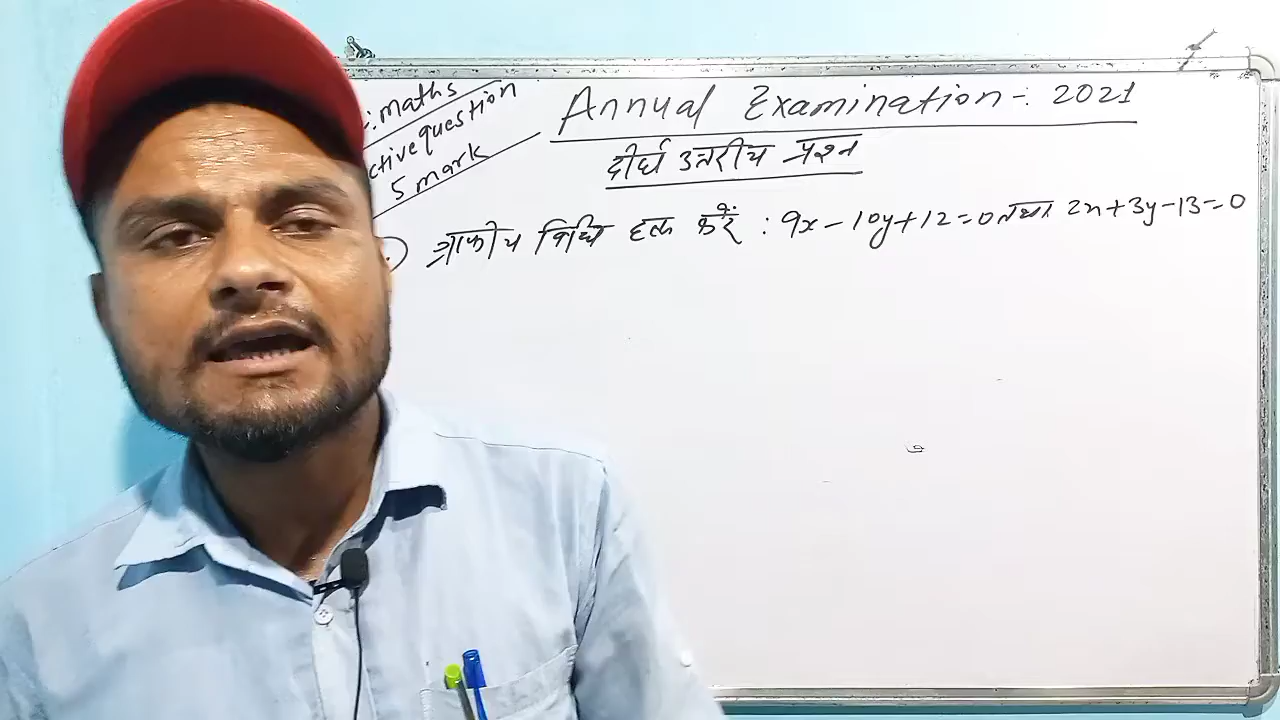 : maths
ctive question
5 mark
Annual Examination-: 2021
दीर्घ उत्तरीय प्रश्न
ग्राफीय विधि हल करें : 9x-10y+12=0 तथा 2x+3y-13=0